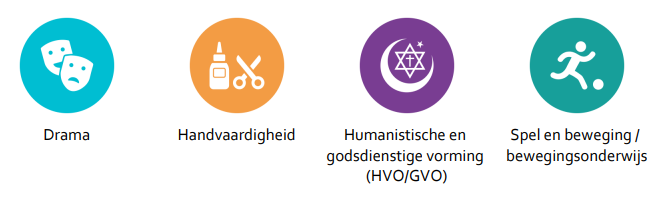 Drama
Handvaardigheid
Humanistische en
godsdienstige vorming
(HVO/GVO)
Spel en beweging /
bewegingsonderwijs